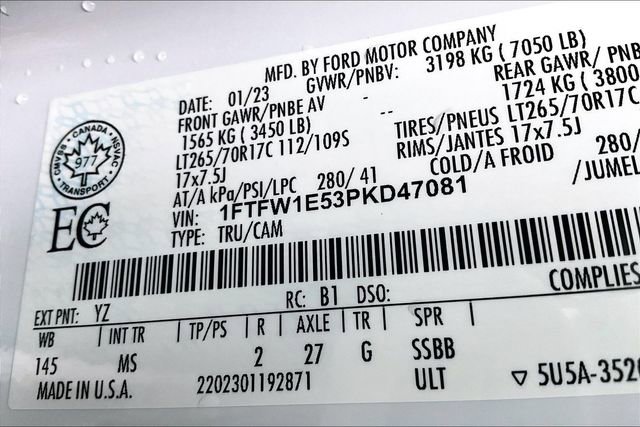 MFD. BY FORD MOTOR COMPANY
DATE: 01/23 GVWR/PNBV: 3198 KG ( 7050 LB)
FRONT GAWR/PNBE AV - -- REAR GAWR/ PNB
1565 KG ( 3450 LB) 1724 KG ( 3800
LT265/70R17C 112/109S TIRES/PNEUS LT265/70R17C
17x7.5J RIMS/JANTES 17x7.5J
AT/A kPa/PSI/LPC 280/ 41 COLD/A FROID 280/
VIN: 1FTFW1E53PKD47081 /JUMEL
TYPE: TRU/CAM
CANADA
CMVSS NSVAC
977
TRANSPORT
EC
COMPLIES
RC: B1 DSO:
EXT PNT: YZ
WB | INT TR | TP/PS | R | AXLE | TR | SPR |
145 MS 2 27 G SSBB
MADE IN U.S.A. 2202301192871 ULT ▽ 5U5A-3520